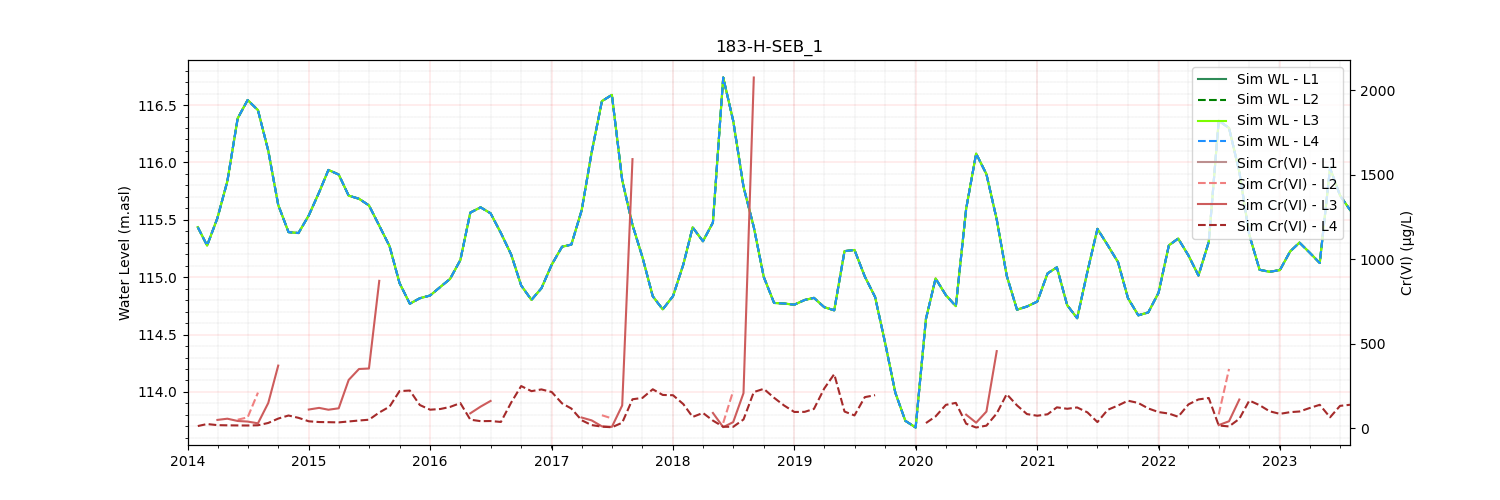 183-H-SEB_1
Water Level (m.asl)
116.5
116.0
115.5
115.0
114.5
114.0
Sim WL - L1
Sim WL - L2
Sim WL - L3
Sim WL - L4
Sim Cr(VI) - L1
Sim Cr(VI) - L2
Sim Cr(VI) - L3
Sim Cr(VI) - L4
2000
1500
1000
500
0
Cr(VI) (μg/L)
2014 2015 2016 2017 2018 2019 2020 2021 2022 2023